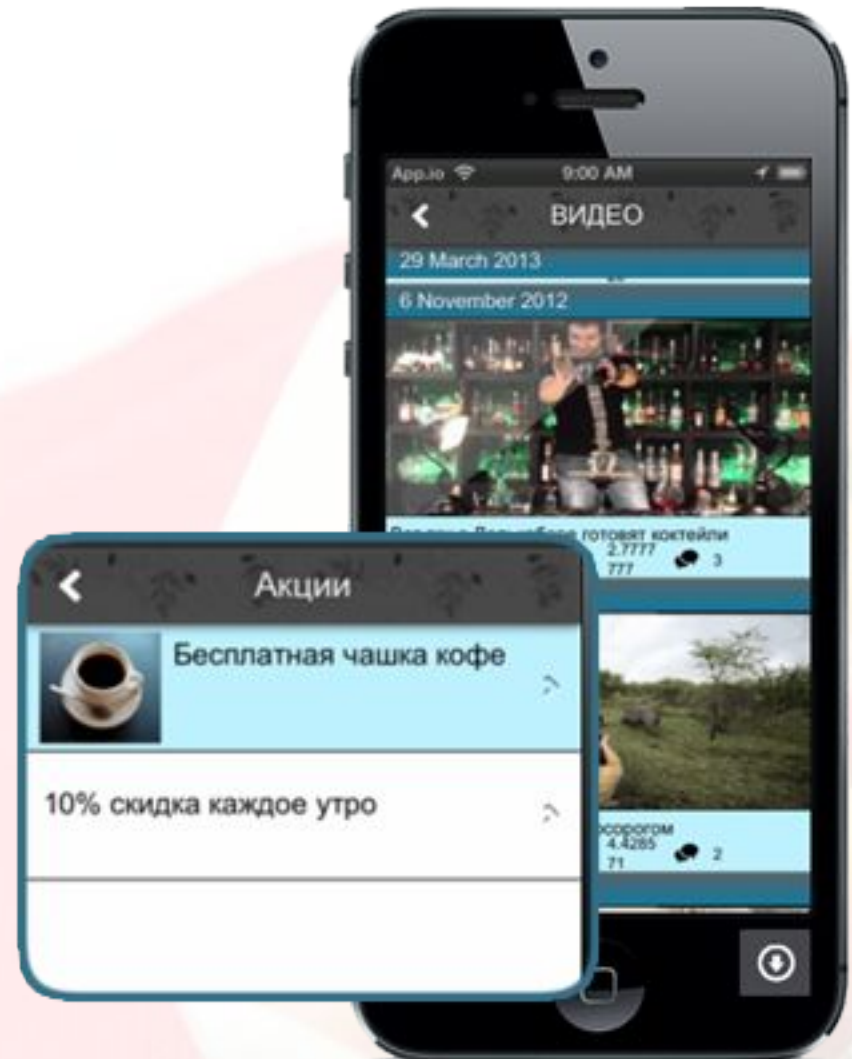 App.io 9:00 AM
ВИДЕО
29 March 2013
6 November 2012
готовят коктейли
2.7777
777
3
Акции
Бесплатная чашка кофе
10% скидка каждое утро
4.4285
71
2